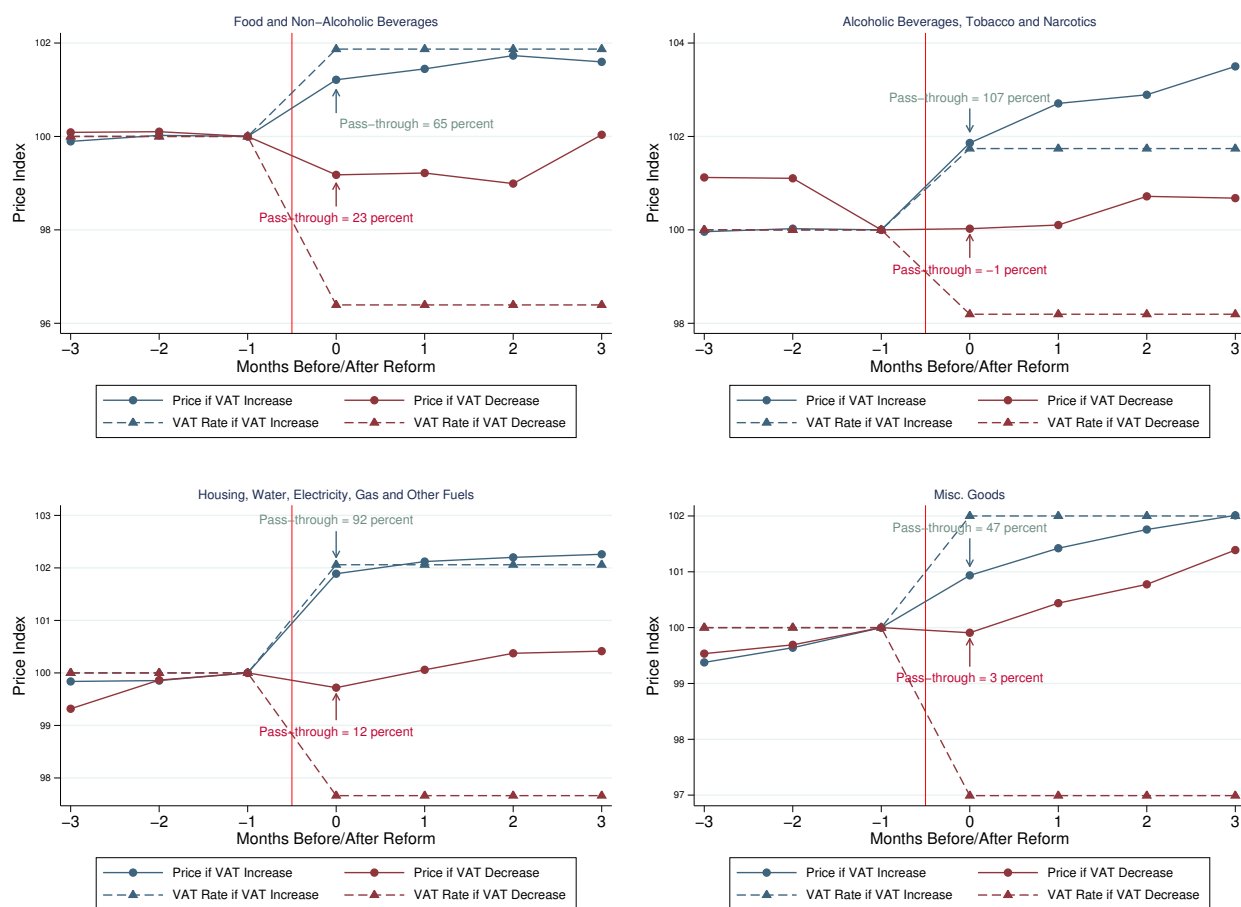 Food and Non-Alcoholic Beverages
102
100
98
96
Price Index
Pass-through = 65 percent
Pass-through = 23 percent
−3 −2 −1 0 1 2 3
Months Before/After Reform
Price if VAT Increase Price if VAT Decrease
VAT Rate if VAT Increase VAT Rate if VAT Decrease
Alcoholic Beverages, Tobacco and Narcotics
104
102
100
98
Price Index
Pass-through = 107 percent
Pass-through = −1 percent
−3 −2 −1 0 1 2 3
Months Before/After Reform
Price if VAT Increase Price if VAT Decrease
VAT Rate if VAT Increase VAT Rate if VAT Decrease
Housing, Water, Electricity, Gas and Other Fuels
103
102
101
100
99
98
Price Index
Pass-through = 92 percent
Pass-through = 12 percent
−3 −2 −1 0 1 2 3
Months Before/After Reform
Price if VAT Increase Price if VAT Decrease
VAT Rate if VAT Increase VAT Rate if VAT Decrease
Misc. Goods
102
101
100
99
98
97
Price Index
Pass-through = 47 percent
Pass-through = 3 percent
−3 −2 −1 0 1 2 3
Months Before/After Reform
Price if VAT Increase Price if VAT Decrease
VAT Rate if VAT Increase VAT Rate if VAT Decrease